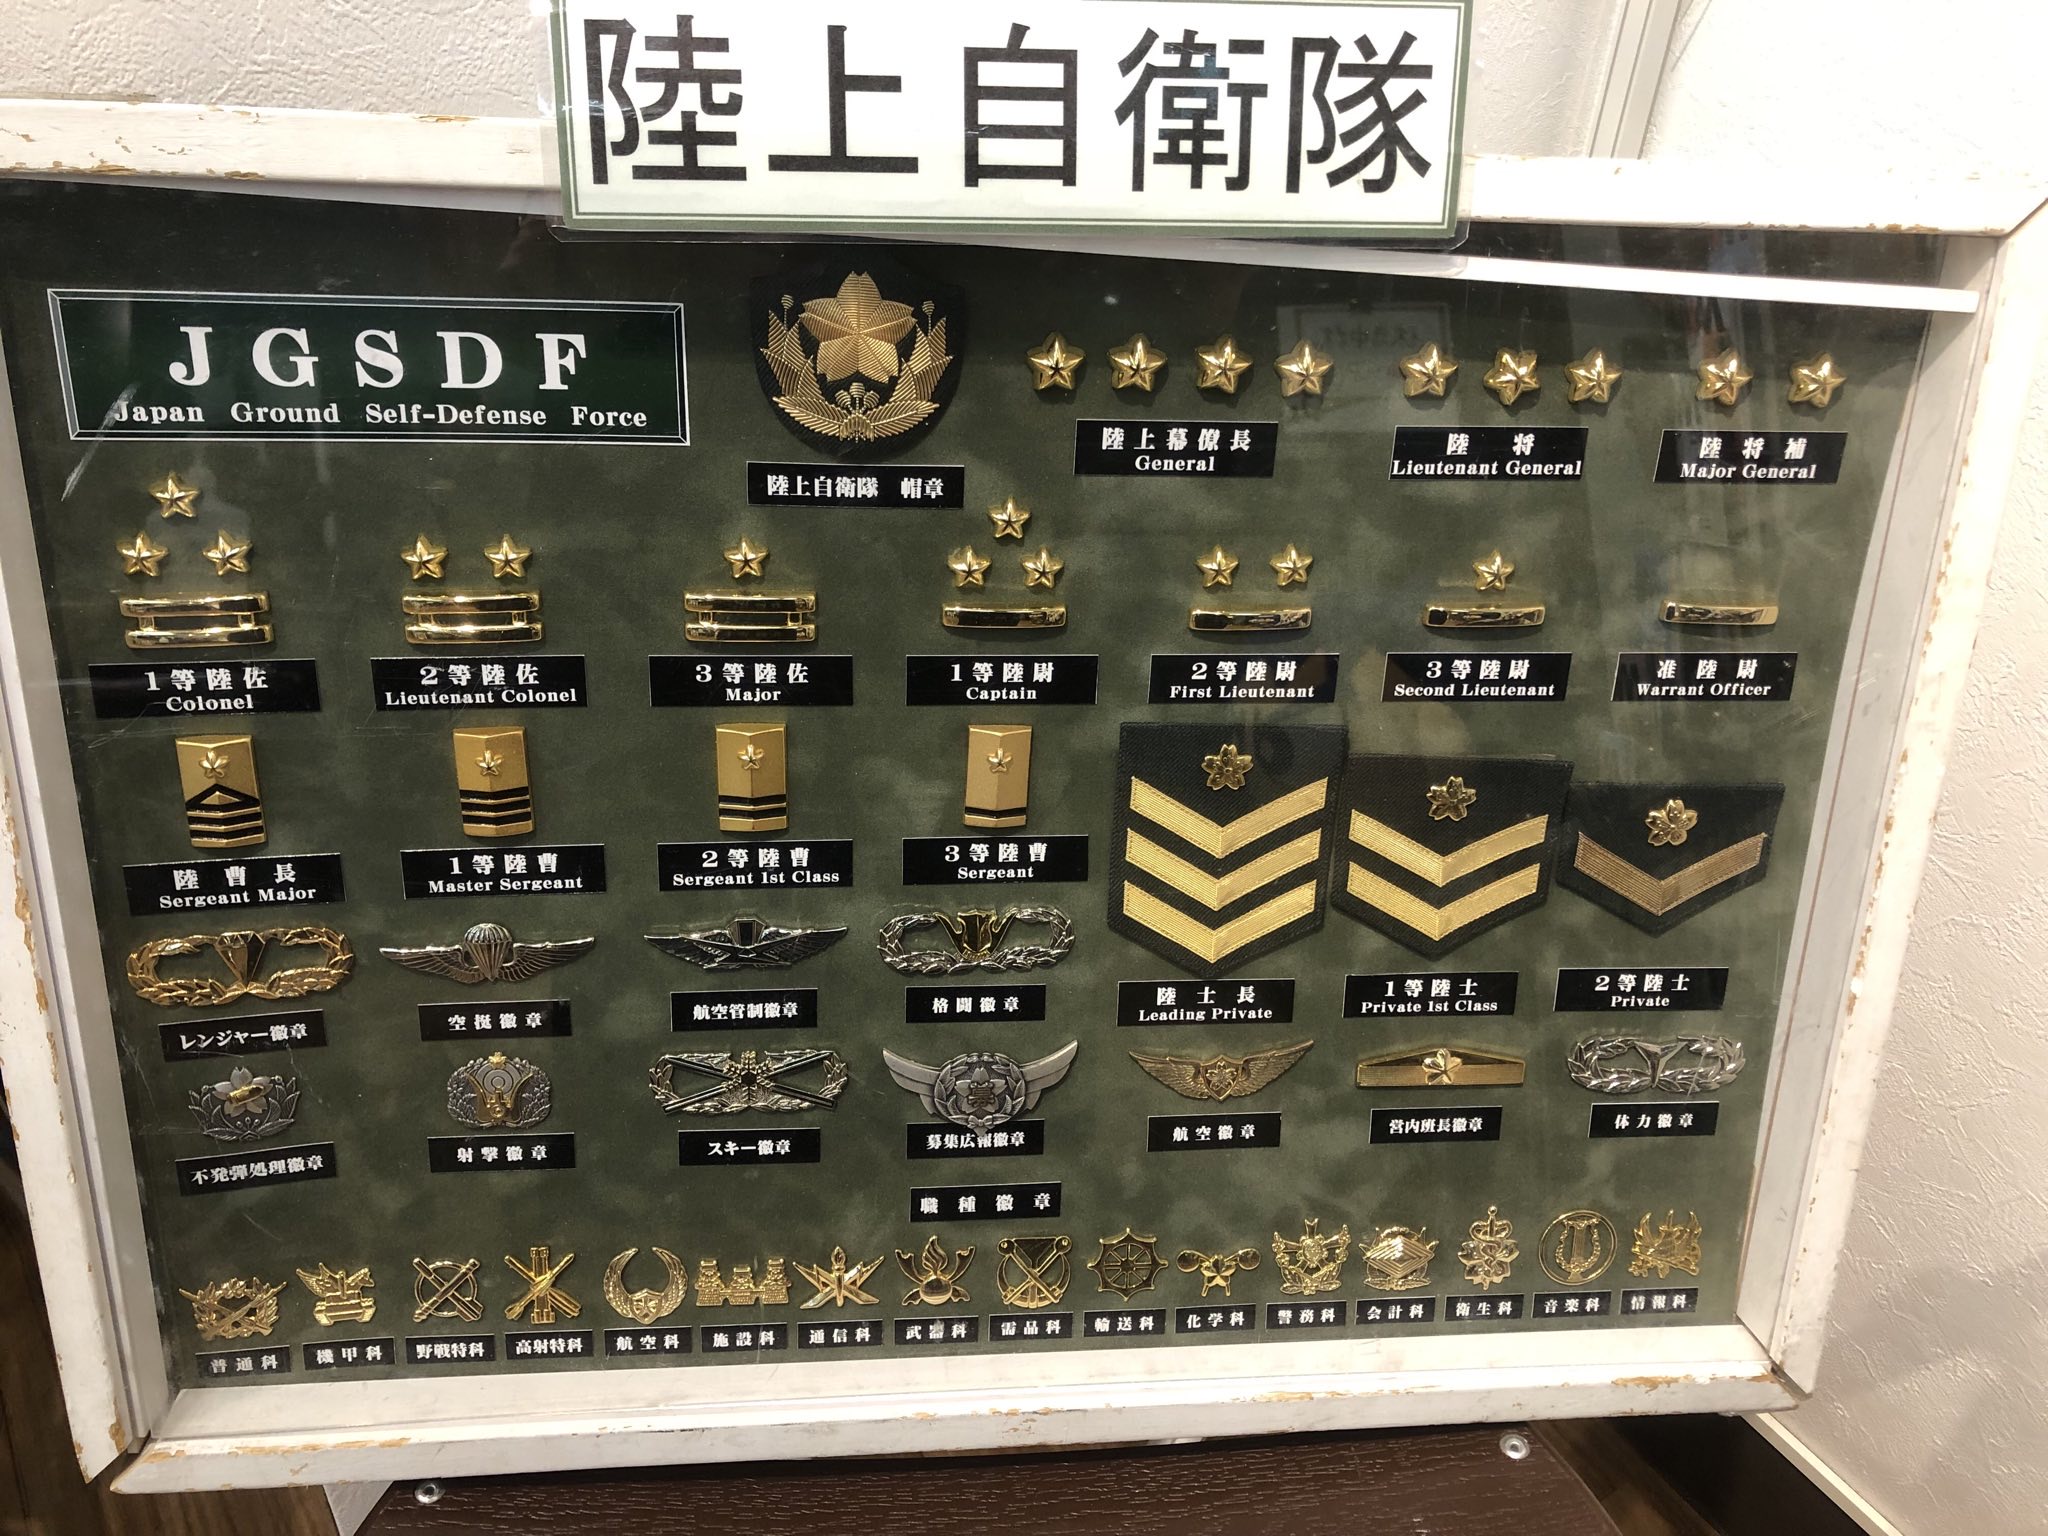 陸上自衛隊
JGSDF
Japan Ground Self-Defense Force
陸上自衛隊 帽章
陸上幕僚長
General
陸将
Lieutenant General
陸将補
Major General
1等陸佐
Colonel
2等陸佐
Lieutenant Colonel
3等陸佐
Major
1等陸尉
Captain
2等陸尉
First Lieutenant
3等陸尉
Second Lieutenant
准陸尉
Warrant Officer
陸曹長
Sergeant Major
1等陸曹
Master Sergeant
2等陸曹
Sergeant 1st Class
3等陸曹
Sergeant
陸士長
Leading Private
1等陸士
Private 1st Class
2等陸士
Private
レンジャー徽章
空挺徽章
航空管制徽章
格闘徽章
不発弾処理徽章
射撃徽章
スキー徽章
募集広報徽章
航空徽章
営内班長徽章
体力徽章
職種徽章
普通科
機甲科
野戦特科
高射特科
航空科
施設科
通信科
武器科
需品科
輸送科
化学科
警務科
会計科
衛生科
音楽科
情報科